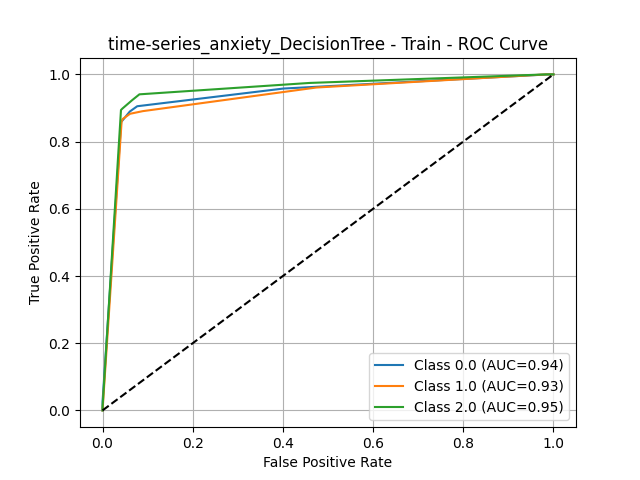 time-series_anxiety_DecisionTree - Train - ROC Curve
1.0
0.8
0.6
0.4
0.2
0.0
True Positive Rate
Class 0.0 (AUC=0.94)
Class 1.0 (AUC=0.93)
Class 2.0 (AUC=0.95)
0.0 0.2 0.4 0.6 0.8 1.0
False Positive Rate